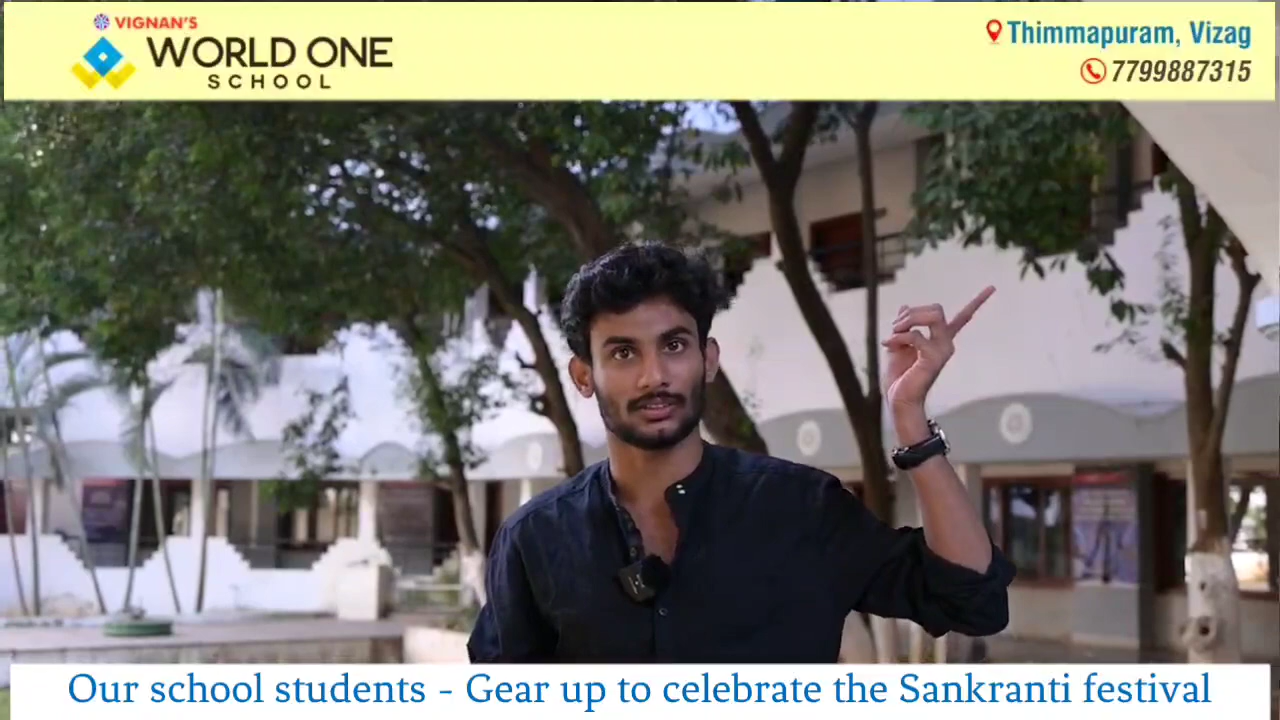 VIGNAN'S
WORLD ONE
SCHOOL
Thimmapuram, Vizag
7799887315
Our school students - Gear up to celebrate the Sankranti festival